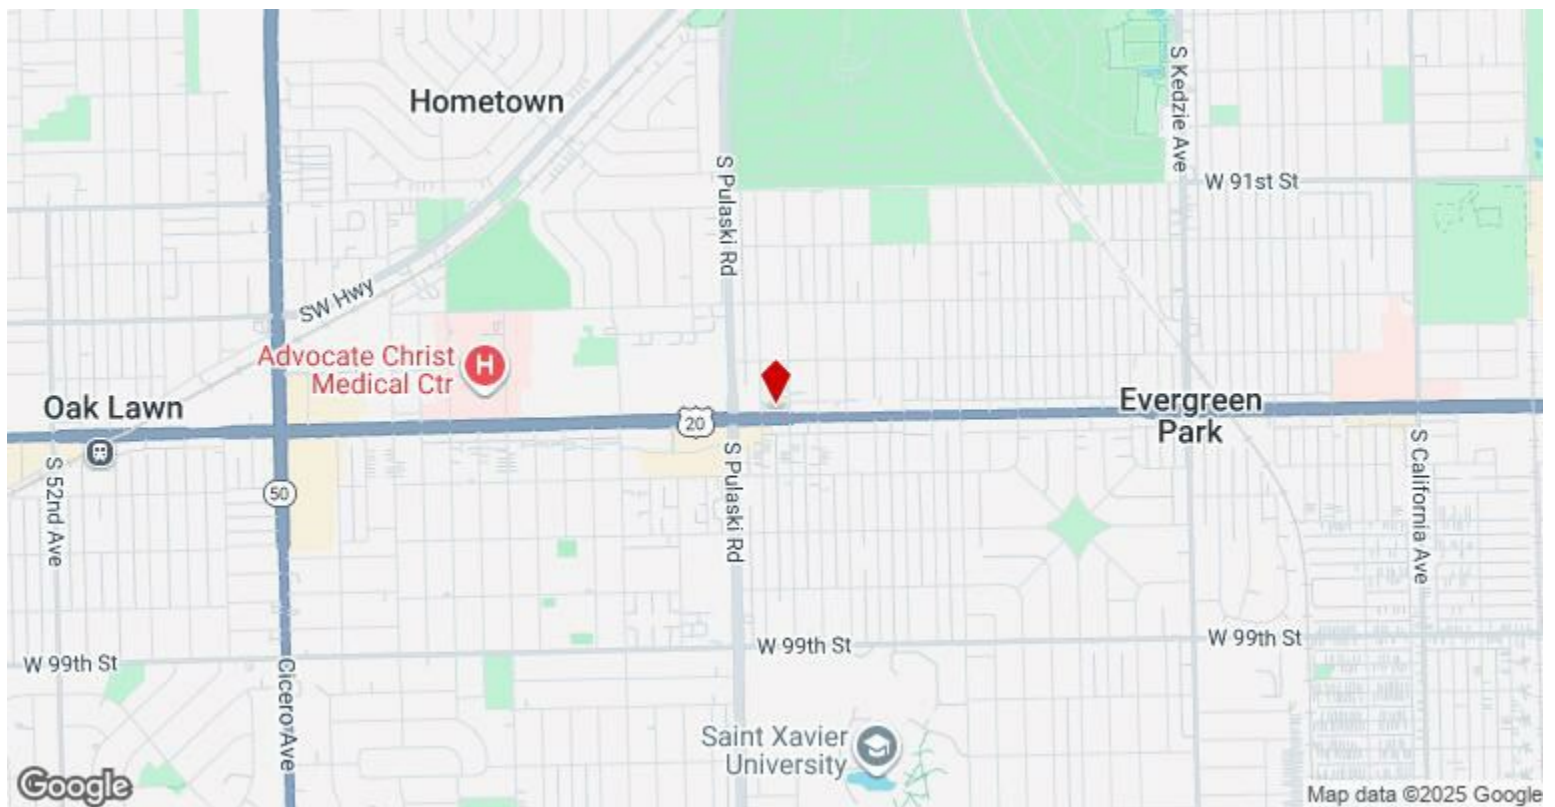 Hometown
S Pulaski Rd
S Kedzie Ave
W 91st St
SW Hwy
Advocate Christ
Medical Ctr
H
Oak Lawn
20
Evergreen
Park
S 52nd Ave
50
S Pulaski Rd
S California Ave
W 99th St
W 99th St
W 99th St
Cicero Ave
Saint Xavier
University
Google
Map data ©2025 Google